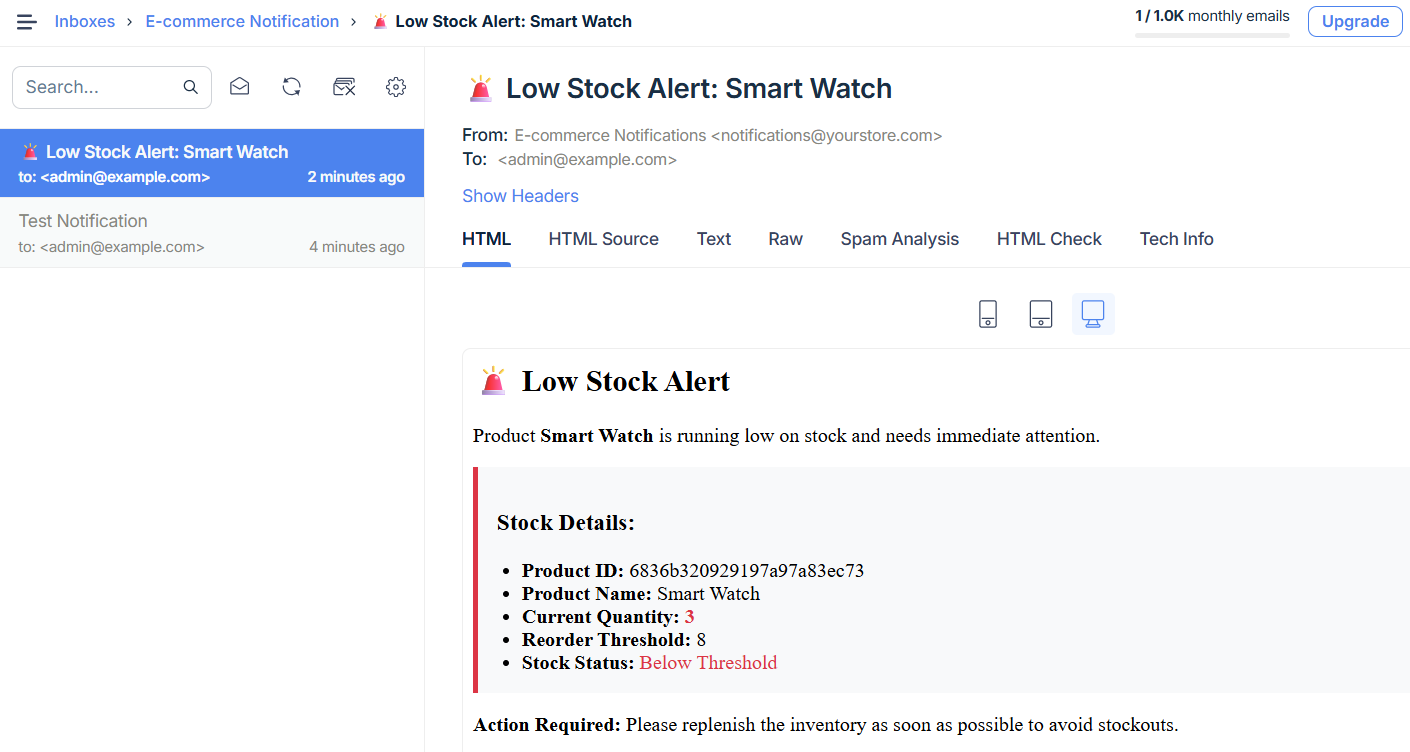 Inboxes › E-commerce Notification › 🚨 Low Stock Alert: Smart Watch
1 / 1.0K monthly emails
Upgrade
Search...
🚨 Low Stock Alert: Smart Watch
to: <admin@example.com> 2 minutes ago
Test Notification
to: <admin@example.com> 4 minutes ago
🚨 Low Stock Alert: Smart Watch
From: E-commerce Notifications <notifications@yourstore.com>
To: <admin@example.com>
Show Headers
HTML HTML Source Text Raw Spam Analysis HTML Check Tech Info
🚨 Low Stock Alert
Product Smart Watch is running low on stock and needs immediate attention.
Stock Details:
• Product ID: 6836b320929197a97a83ec73
• Product Name: Smart Watch
• Current Quantity: 3
• Reorder Threshold: 8
• Stock Status: Below Threshold
Action Required: Please replenish the inventory as soon as possible to avoid stockouts.